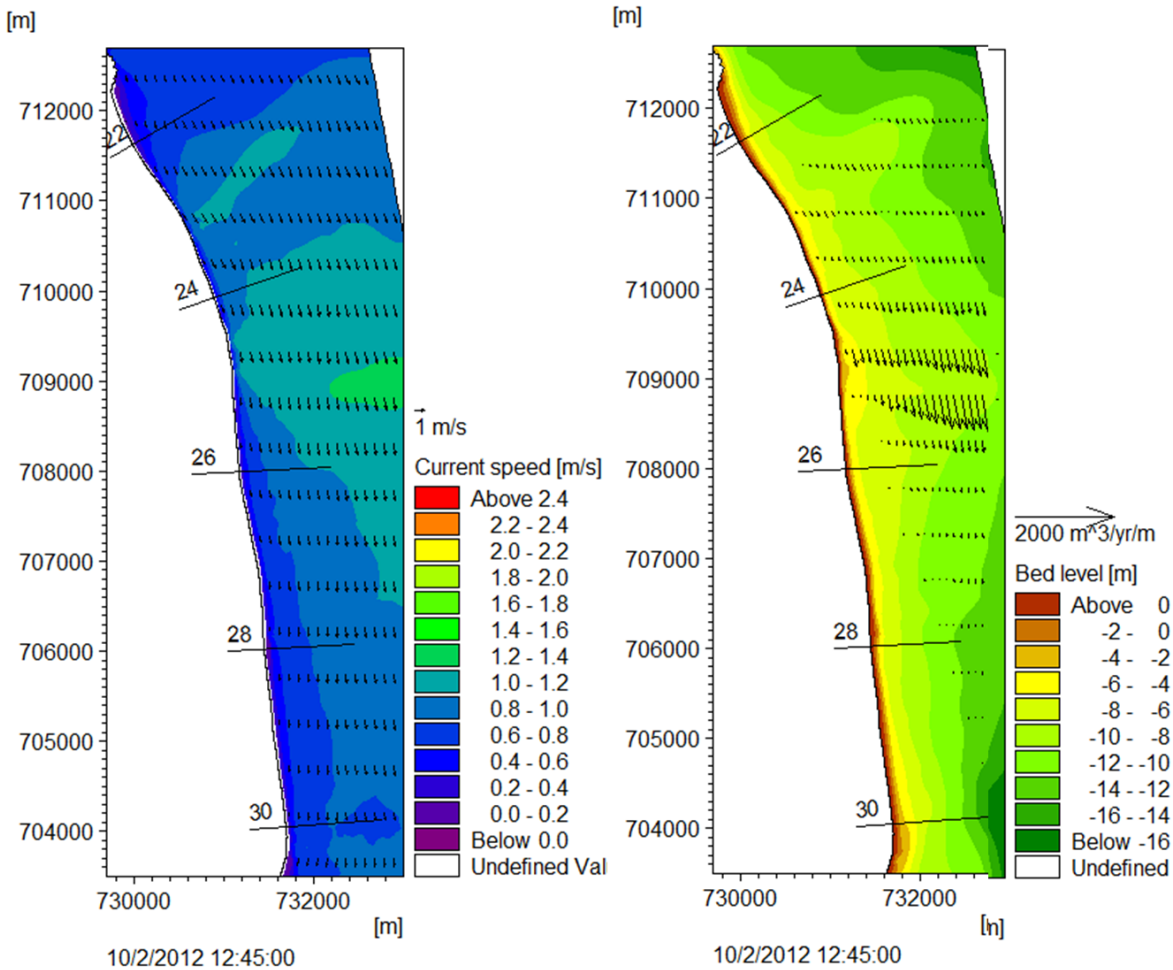 [m]
712000
711000
710000
709000
708000
707000
706000
705000
704000
22
24
26
28
30
1 m/s
Current speed [m/s]
Above 2.4
2.2 - 2.4
2.0 - 2.2
1.8 - 2.0
1.6 - 1.8
1.4 - 1.6
1.2 - 1.4
1.0 - 1.2
0.8 - 1.0
0.6 - 0.8
0.4 - 0.6
0.2 - 0.4
0.0 - 0.2
Below 0.0
Undefined Val
730000 732000
[m]
10/2/2012 12:45:00
[m]
712000
711000
710000
709000
708000
707000
706000
705000
704000
22
24
26
28
30
2000 m^3/yr/m
Bed level [m]
Above 0
-2 - 0
-4 - -2
-6 - -4
-8 - -6
-10 - -8
-12 - -10
-14 - -12
-16 - -14
Below -16
Undefined
730000 732000
10/2/2012 12:45:00